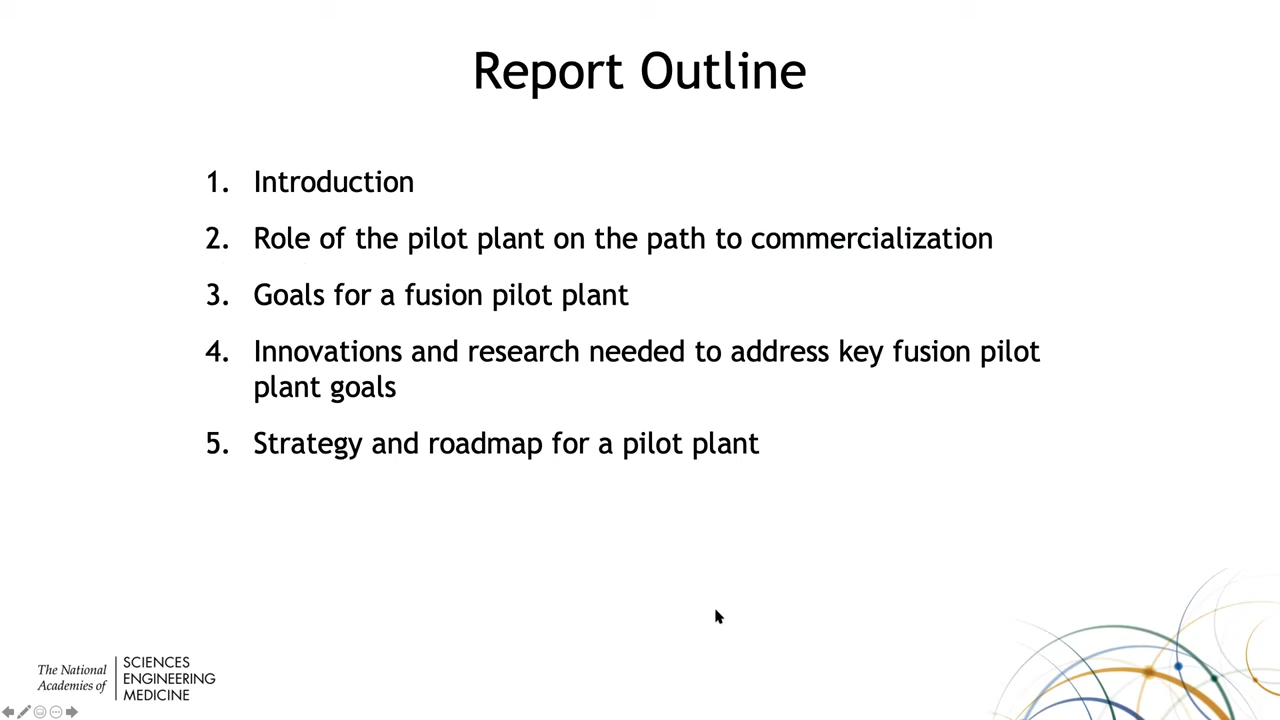 Report Outline
1. Introduction
2. Role of the pilot plant on the path to commercialization
3. Goals for a fusion pilot plant
4. Innovations and research needed to address key fusion pilot
plant goals
5. Strategy and roadmap for a pilot plant
The National
Academies of
SCIENCES
ENGINEERING
MEDICINE